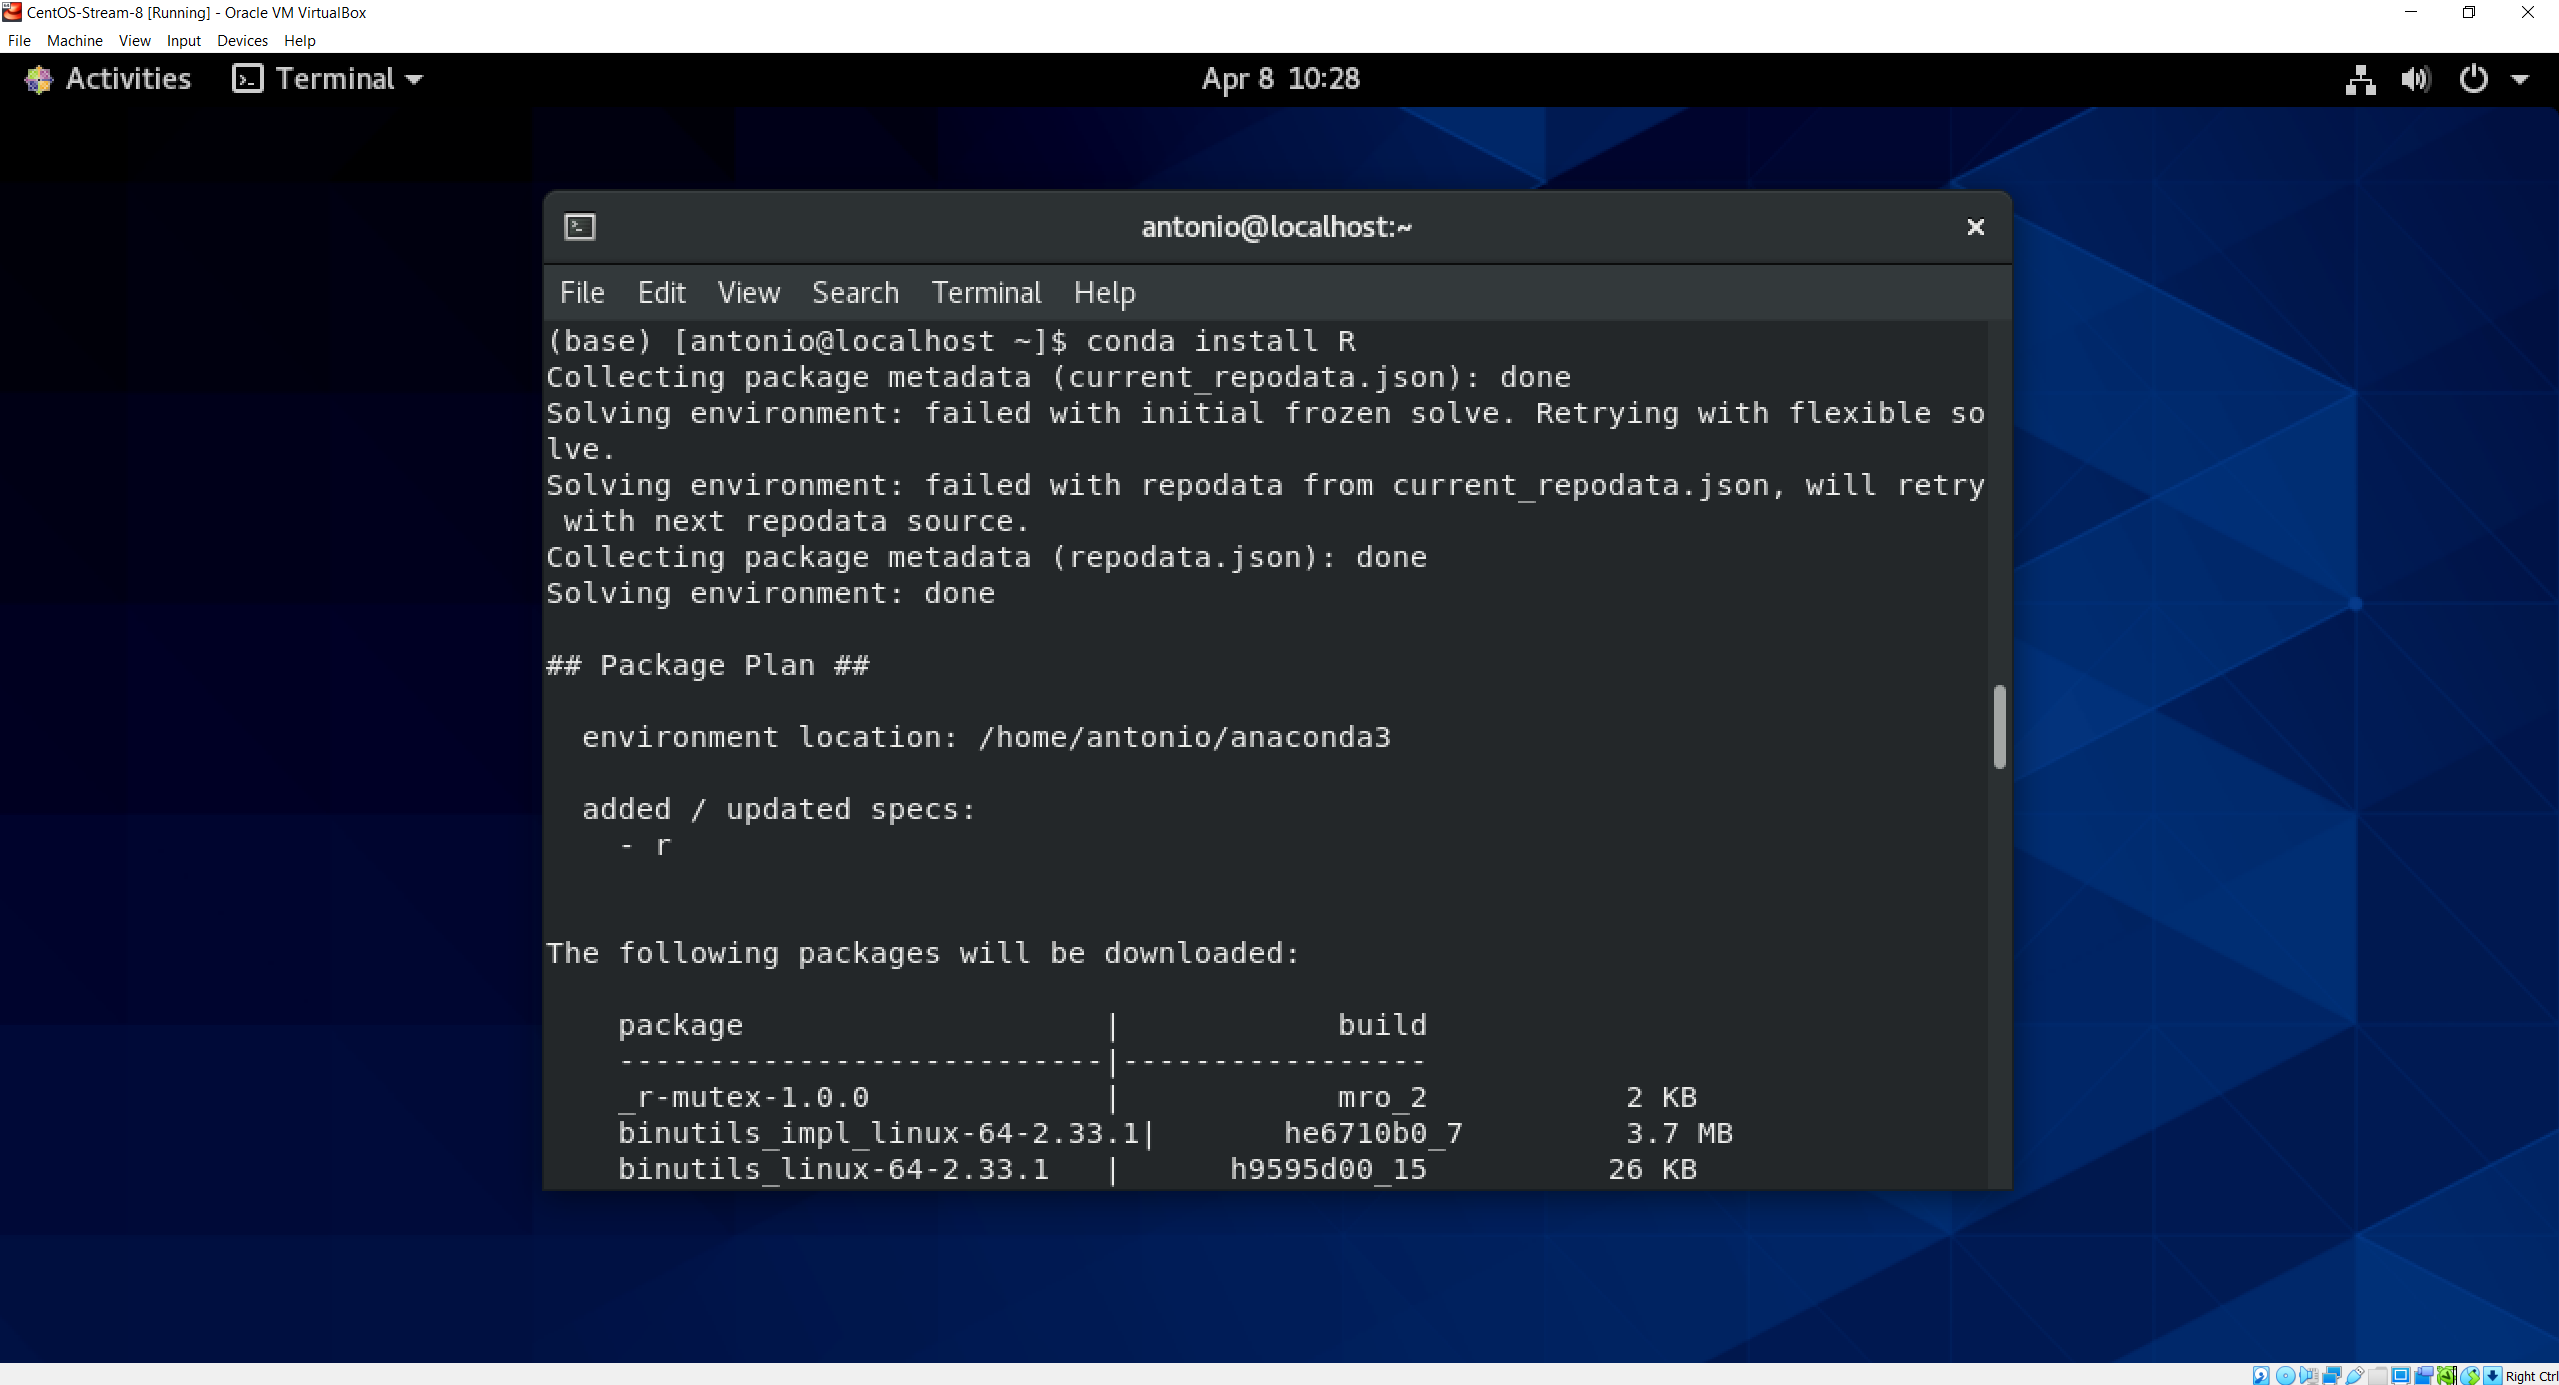 CentOS-Stream-8 [Running] - Oracle VM VirtualBox
File Machine View Input Devices Help
Activities Terminal Apr 8 10:28
antonio@localhost:~
File Edit View Search Terminal Help
(base) [antonio@localhost ~]$ conda install R
Collecting package metadata (current_repodata.json): done
Solving environment: failed with initial frozen solve. Retrying with flexible so
lve.
Solving environment: failed with repodata from current_repodata.json, will retry
 with next repodata source.
Collecting package metadata (repodata.json): done
Solving environment: done
## Package Plan ##
environment location: /home/antonio/anaconda3
added / updated specs:
- r
The following packages will be downloaded:
package | build
---------------------------|-----------------
_r-mutex-1.0.0 | mro_2 2 KB
binutils_impl_linux-64-2.33.1| he6710b0_7 3.7 MB
binutils_linux-64-2.33.1 | h9595d00_15 26 KB
Right Ctrl